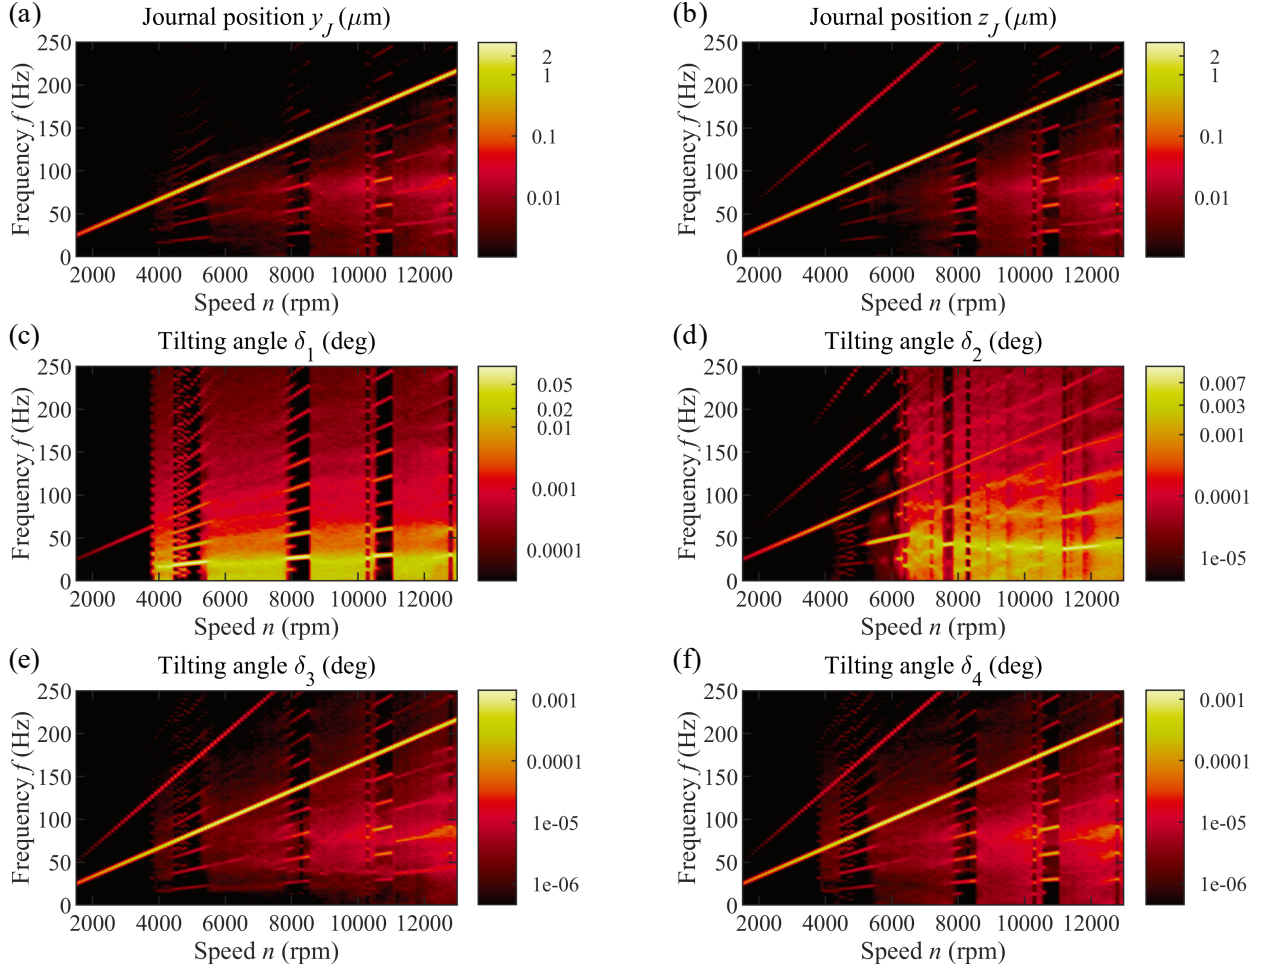 (a)
Journal position y_J (μm)
250
200
150
100
50
0
Frequency f (Hz)
2000 4000 6000 8000 10000 12000
Speed n (rpm)
2
1
0.1
0.01
(b)
Journal position z_J (μm)
250
200
150
100
50
0
Frequency f (Hz)
2000 4000 6000 8000 10000 12000
Speed n (rpm)
2
1
0.1
0.01
(c)
Tilting angle δ_1 (deg)
250
200
150
100
50
0
Frequency f (Hz)
2000 4000 6000 8000 10000 12000
Speed n (rpm)
0.05
0.02
0.01
0.001
0.0001
(d)
Tilting angle δ_2 (deg)
250
200
150
100
50
0
Frequency f (Hz)
2000 4000 6000 8000 10000 12000
Speed n (rpm)
0.007
0.003
0.001
0.0001
1e-05
(e)
Tilting angle δ_3 (deg)
250
200
150
100
50
0
Frequency f (Hz)
2000 4000 6000 8000 10000 12000
Speed n (rpm)
0.001
0.0001
1e-05
1e-06
(f)
Tilting angle δ_4 (deg)
250
200
150
100
50
0
Frequency f (Hz)
2000 4000 6000 8000 10000 12000
Speed n (rpm)
0.001
0.0001
1e-05
1e-06